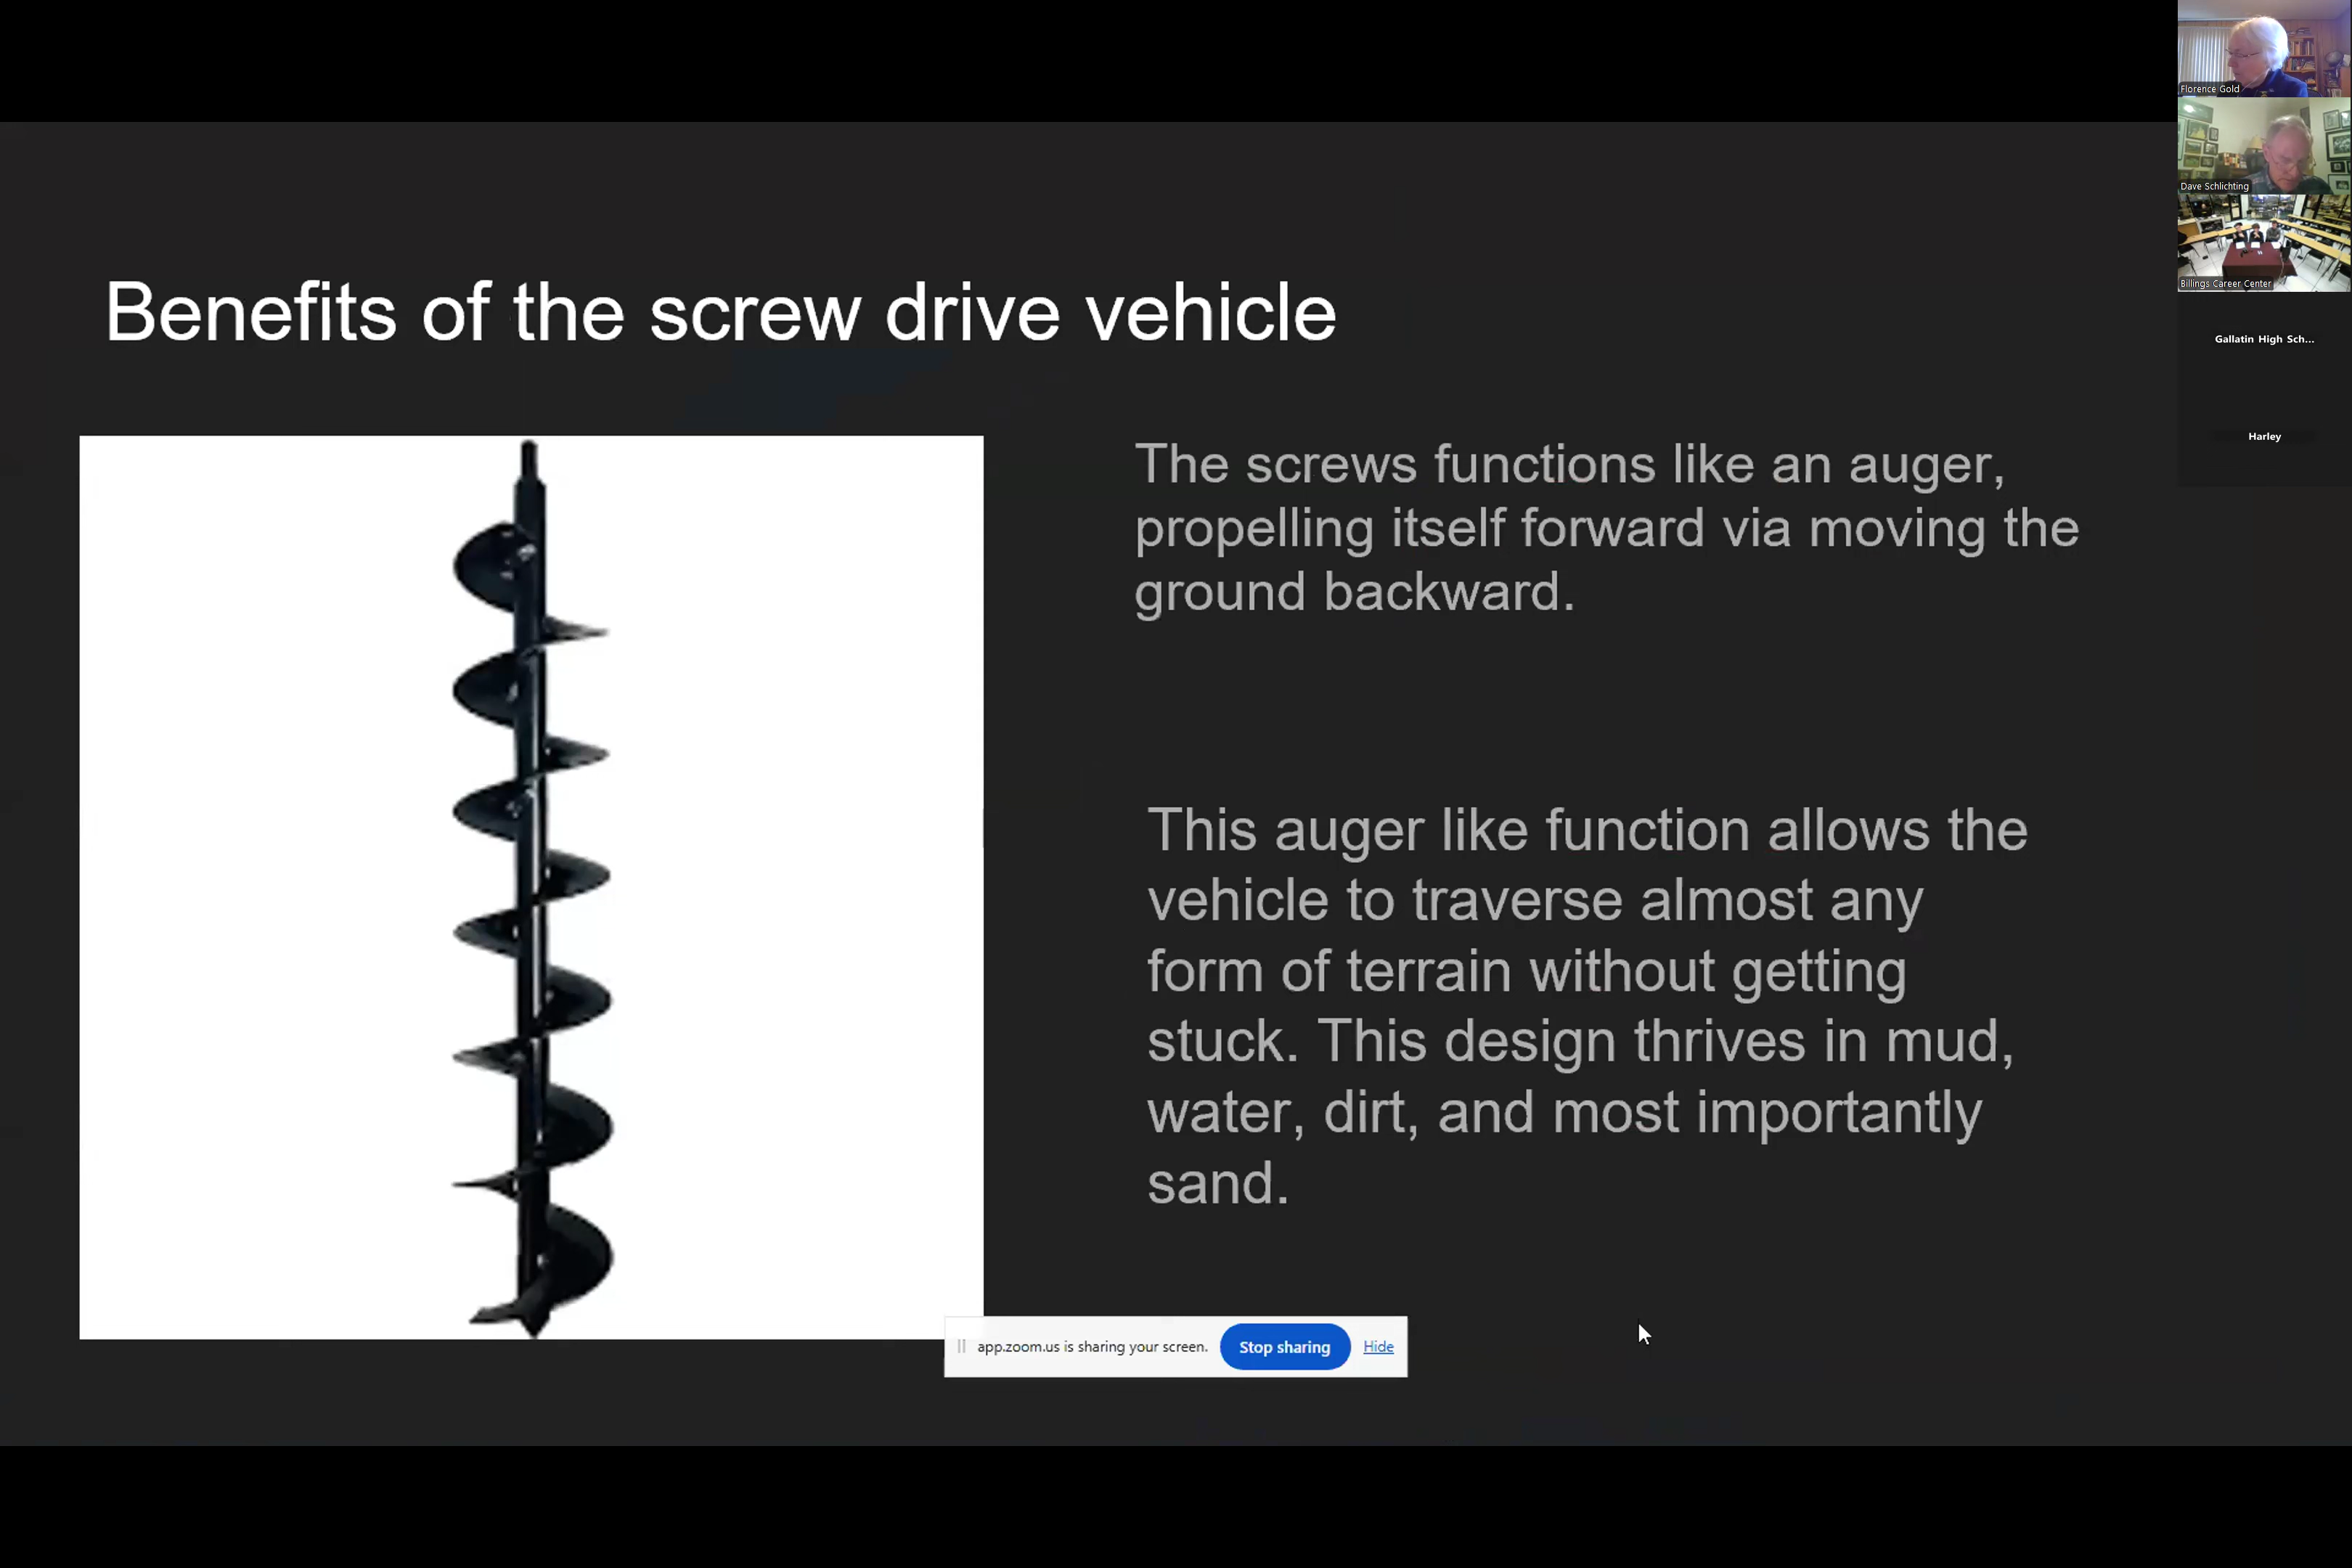 Benefits of the screw drive vehicle
The screws functions like an auger,
propelling itself forward via moving the
ground backward.
This auger like function allows the
vehicle to traverse almost any
form of terrain without getting
stuck. This design thrives in mud,
water, dirt, and most importantly
sand.
app.zoom.us is sharing your screen. Stop sharing Hide
Florence Gold
Dave Schlichting
Billings Career Center
Gallatin High Sch...
Harley